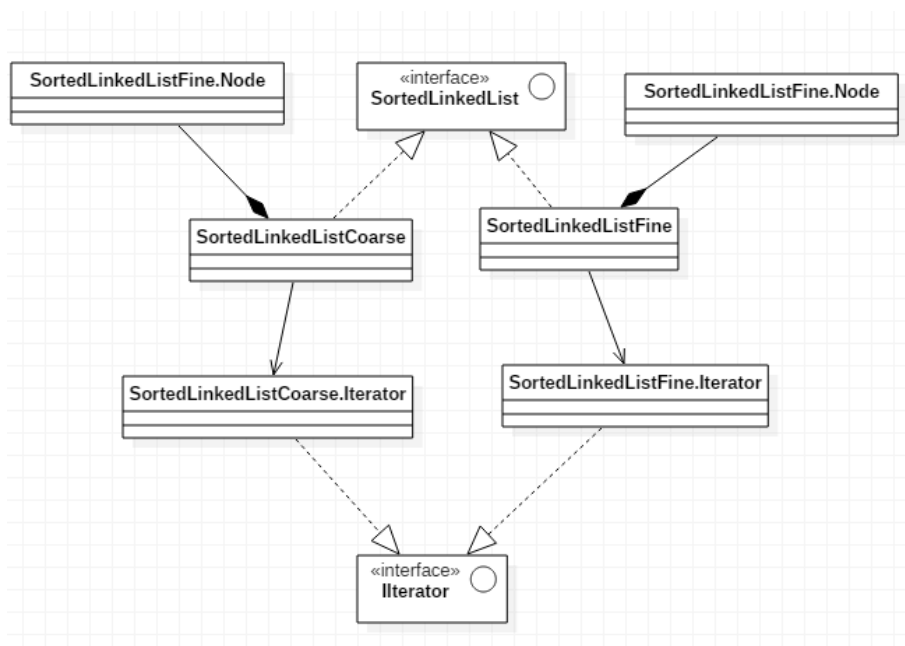 SortedLinkedListFine.Node
«interface»
SortedLinkedList
SortedLinkedListFine.Node
SortedLinkedListCoarse
SortedLinkedListFine
SortedLinkedListCoarse.Iterator
SortedLinkedListFine.Iterator
«interface»
IIterator